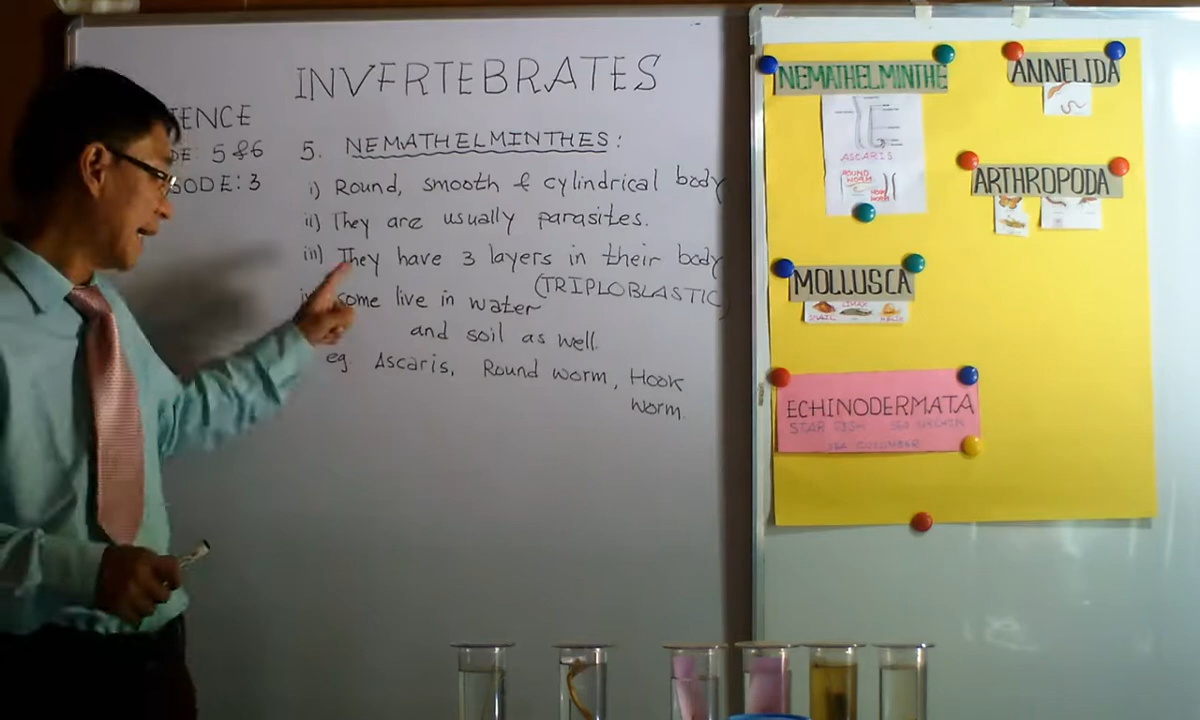 INVERTEBRATES
IENCE
DE: 5 &6
SODE: 3
5. NEMATHELMINTHES:
i) Round, smooth & cylindrical body
ii) They are usually parasites.
iii) They have 3 layers in their body
(TRIPLOBLASTIC)
some live in water
and soil as well.
eg. Ascaris, Round worm, Hook
worm.
NEMATHELMINTHE
ASCARIS
ROUND
WORM
HOOK
WORM
ANNELIDA
ARTHROPODA
MOLLUSCA
SNAIL LIMAX HELIX
ECHINODERMATA
STAR FISH SEA URCHIN
SEA CUCUMBER